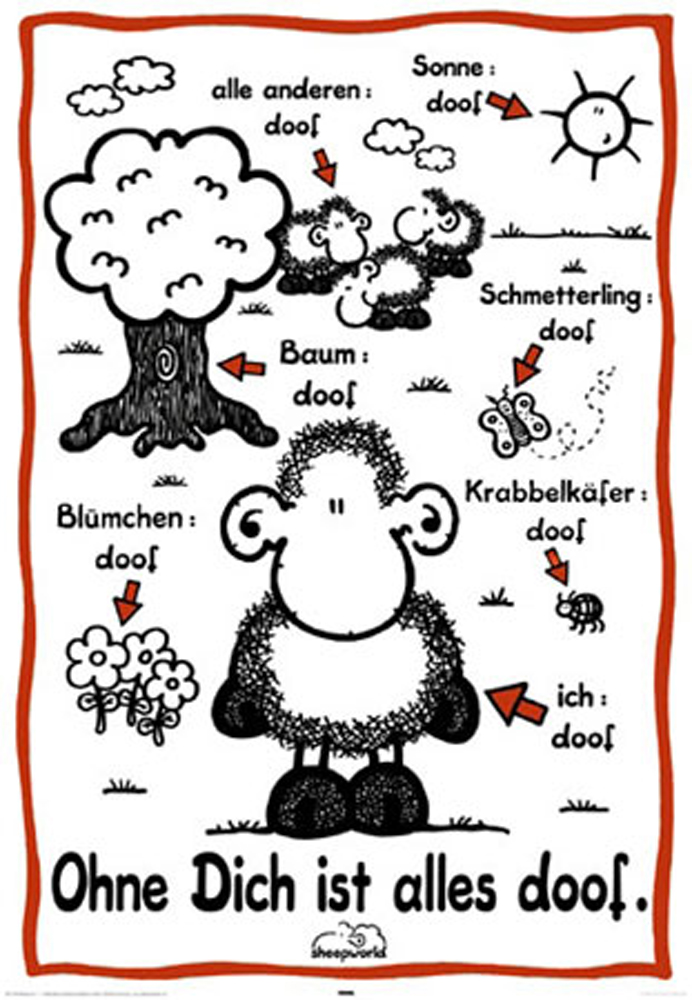 Sonne:
doof
alle anderen:
doof
Schmetterling:
doof
Baum:
doof
Krabbelkäfer:
doof
Blümchen:
doof
ich:
doof
Ohne Dich ist alles doof.
sheepworld